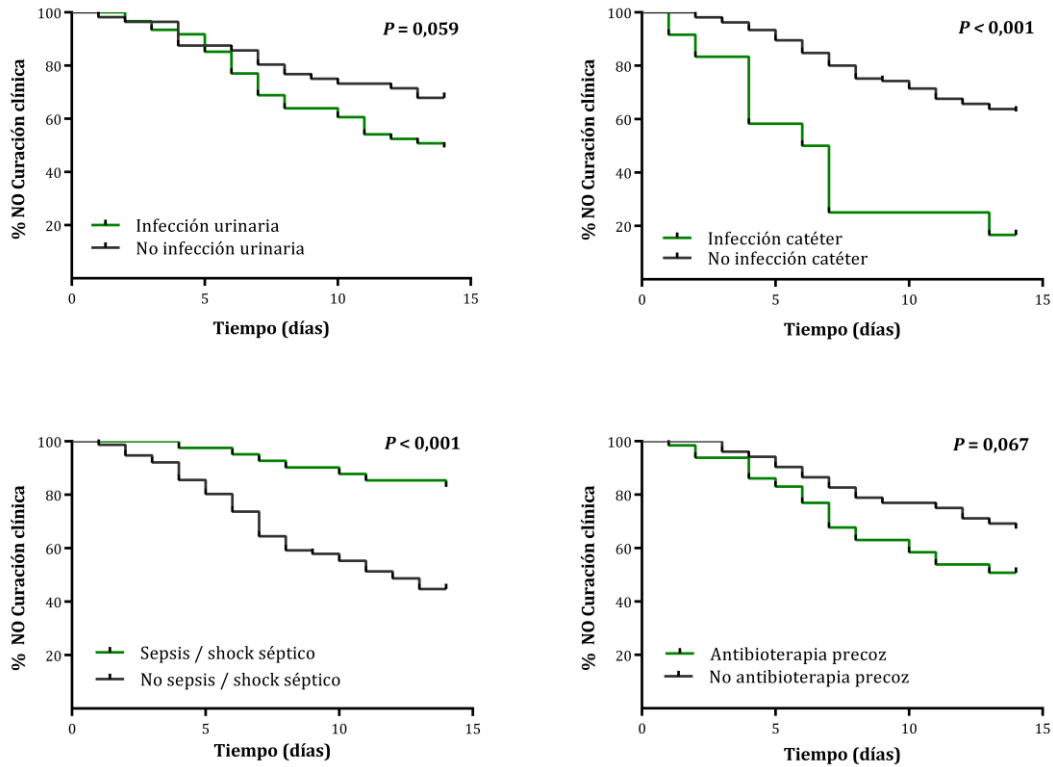 % NO Curación clínica
100
80
60
40
20
P = 0,059
Infección urinaria
No infección urinaria
0
5
10
15
Tiempo (días)
% NO Curación clínica
100
80
60
40
20
P < 0,001
Infección catéter
No infección catéter
0
5
10
15
Tiempo (días)
% NO Curación clínica
100
80
60
40
20
P < 0,001
Sepsis / shock séptico
No sepsis / shock séptico
0
5
10
15
Tiempo (días)
% NO Curación clínica
100
80
60
40
20
P = 0,067
Antibioterapia precoz
No antibioterapia precoz
0
5
10
15
Tiempo (días)